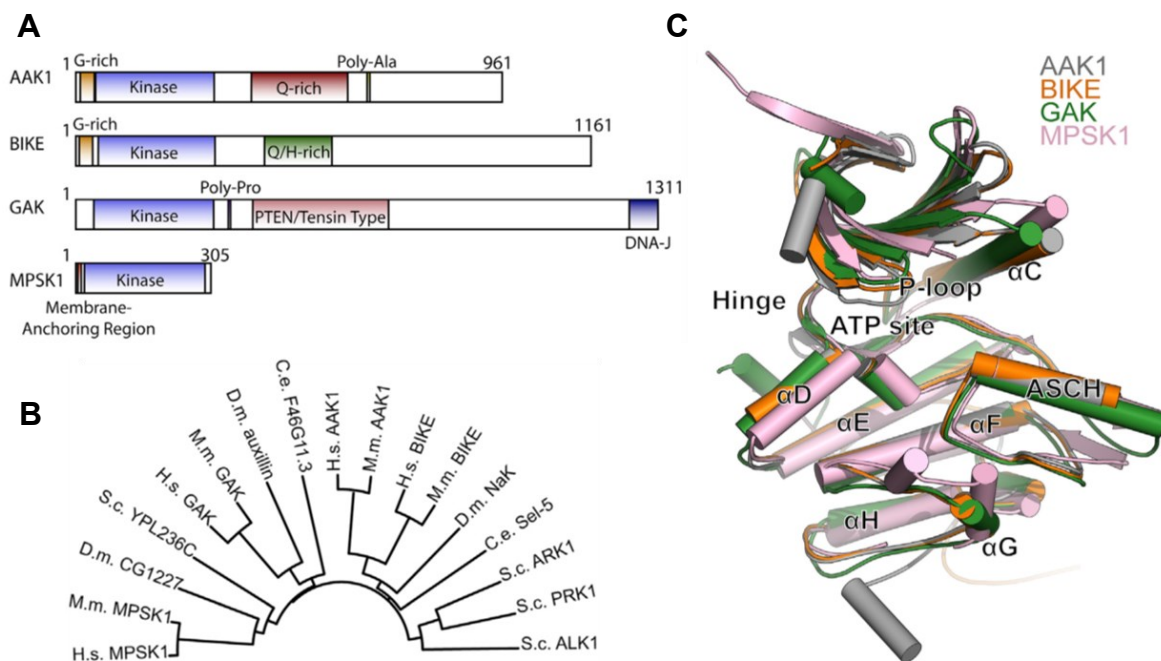 A
1 G-rich Poly-Ala 961
AAK1 Kinase Q-rich
1 G-rich 1161
BIKE Kinase Q/H-rich
1 Poly-Pro 1311
GAK Kinase PTEN/Tensin Type
DNA-J
1 305
MPSK1 Kinase
Membrane-
Anchoring Region
B
H.s. MPSK1
M.m. MPSK1
D.m. CG1227
S.c. YPL236C
H.s. GAK
M.m. GAK
D.m. auxillin
C.e. F46G11.3
H.s. AAK1
M.m. AAK1
H.s. BIKE
M.m. BIKE
D.m. NaK
C.e. Sel-5
S.c. ARK1
S.c. PRK1
S.c. ALK1
C
AAK1
BIKE
GAK
MPSK1
αC
P-loop
Hinge
ATP site
αD
ASCH
αE
αF
αH
αG